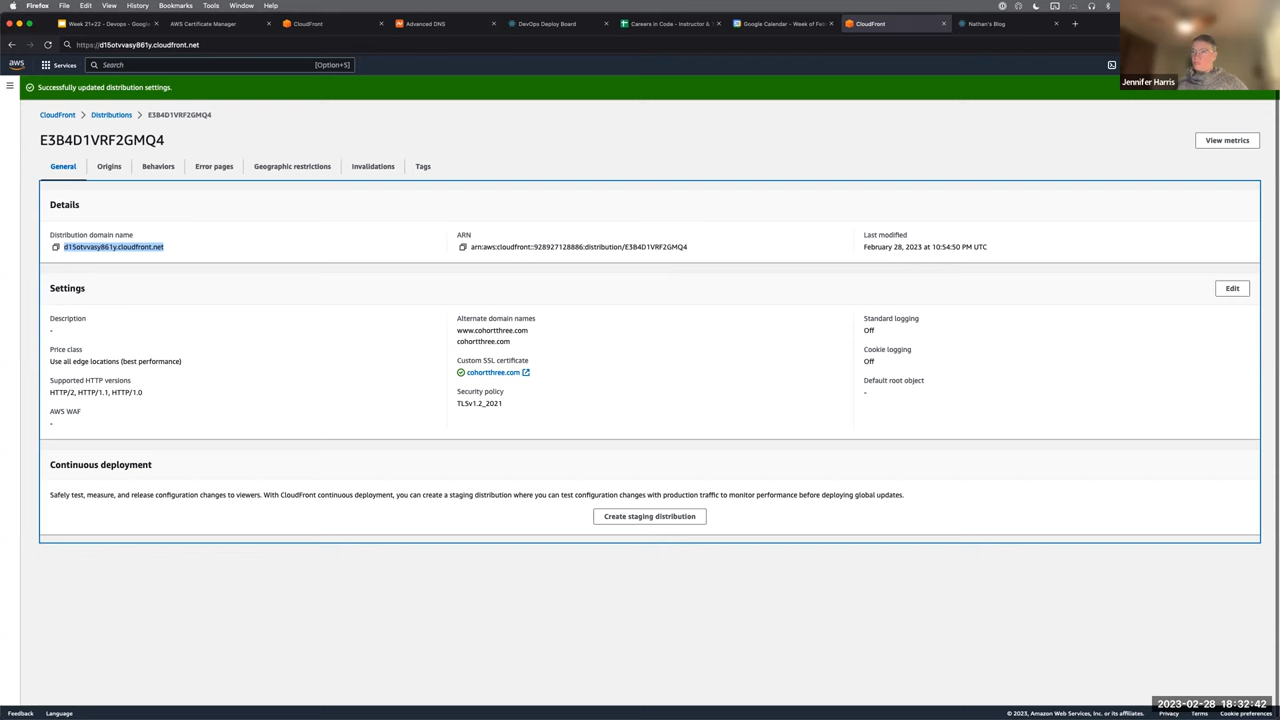 Firefox File Edit View History Bookmarks Tools Window Help
Week 21+22 - Devops - Google
AWS Certificate Manager
CloudFront
Advanced DNS
DevOps Deploy Board
Careers in Code - Instructor &
Google Calendar - Week of Feb
CloudFront
Nathan's Blog
https://d15otvvasy861y.cloudfront.net
aws Services Search [Option+S]
Jennifer Harris
Successfully updated distribution settings.
CloudFront Distributions E3B4D1VRF2GMQ4
E3B4D1VRF2GMQ4
View metrics
General Origins Behaviors Error pages Geographic restrictions Invalidations Tags
Details
Distribution domain name
d15otvvasy861y.cloudfront.net
ARN
arn:aws:cloudfront::928927128886:distribution/E3B4D1VRF2GMQ4
Last modified
February 28, 2023 at 10:54:50 PM UTC
Settings
Edit
Description
-
Price class
Use all edge locations (best performance)
Supported HTTP versions
HTTP/2, HTTP/1.1, HTTP/1.0
AWS WAF
-
Alternate domain names
www.cohortthree.com
cohortthree.com
Custom SSL certificate
cohortthree.com
Security policy
TLSv1.2_2021
Standard logging
Off
Cookie logging
Off
Default root object
-
Continuous deployment
Safely test, measure, and release configuration changes to viewers. With CloudFront continuous deployment, you can create a staging distribution where you can test configuration changes with production traffic to monitor performance before deploying global updates.
Create staging distribution
2023-02-28 18:32:42
Feedback Language
© 2023, Amazon Web Services, Inc. or its affiliates. Privacy Terms Cookie preferences